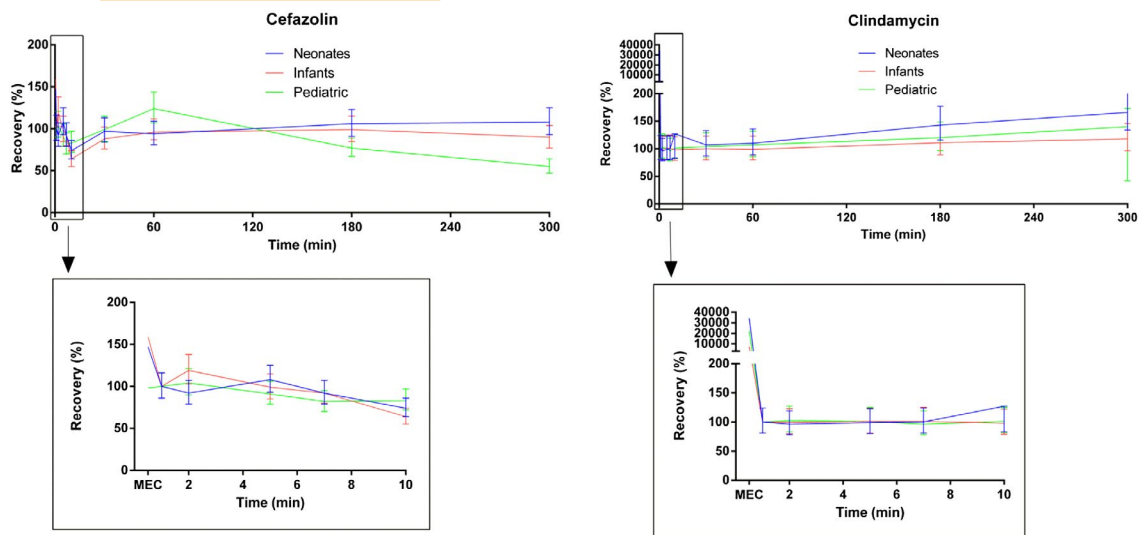 Cefazolin
200
150
100
50
0
Recovery (%)
Neonates
Infants
Pediatric
0 60 120 180 240 300
Time (min)
200
150
100
50
0
Recovery (%)
MEC 2 4 6 8 10
Time (min)
Clindamycin
40000
30000
20000
10000
200
150
100
50
0
Recovery (%)
Neonates
Infants
Pediatric
0 60 120 180 240 300
Time (min)
40000
30000
20000
10000
200
150
100
50
0
Recovery (%)
MEC 2 4 6 8 10
Time (min)